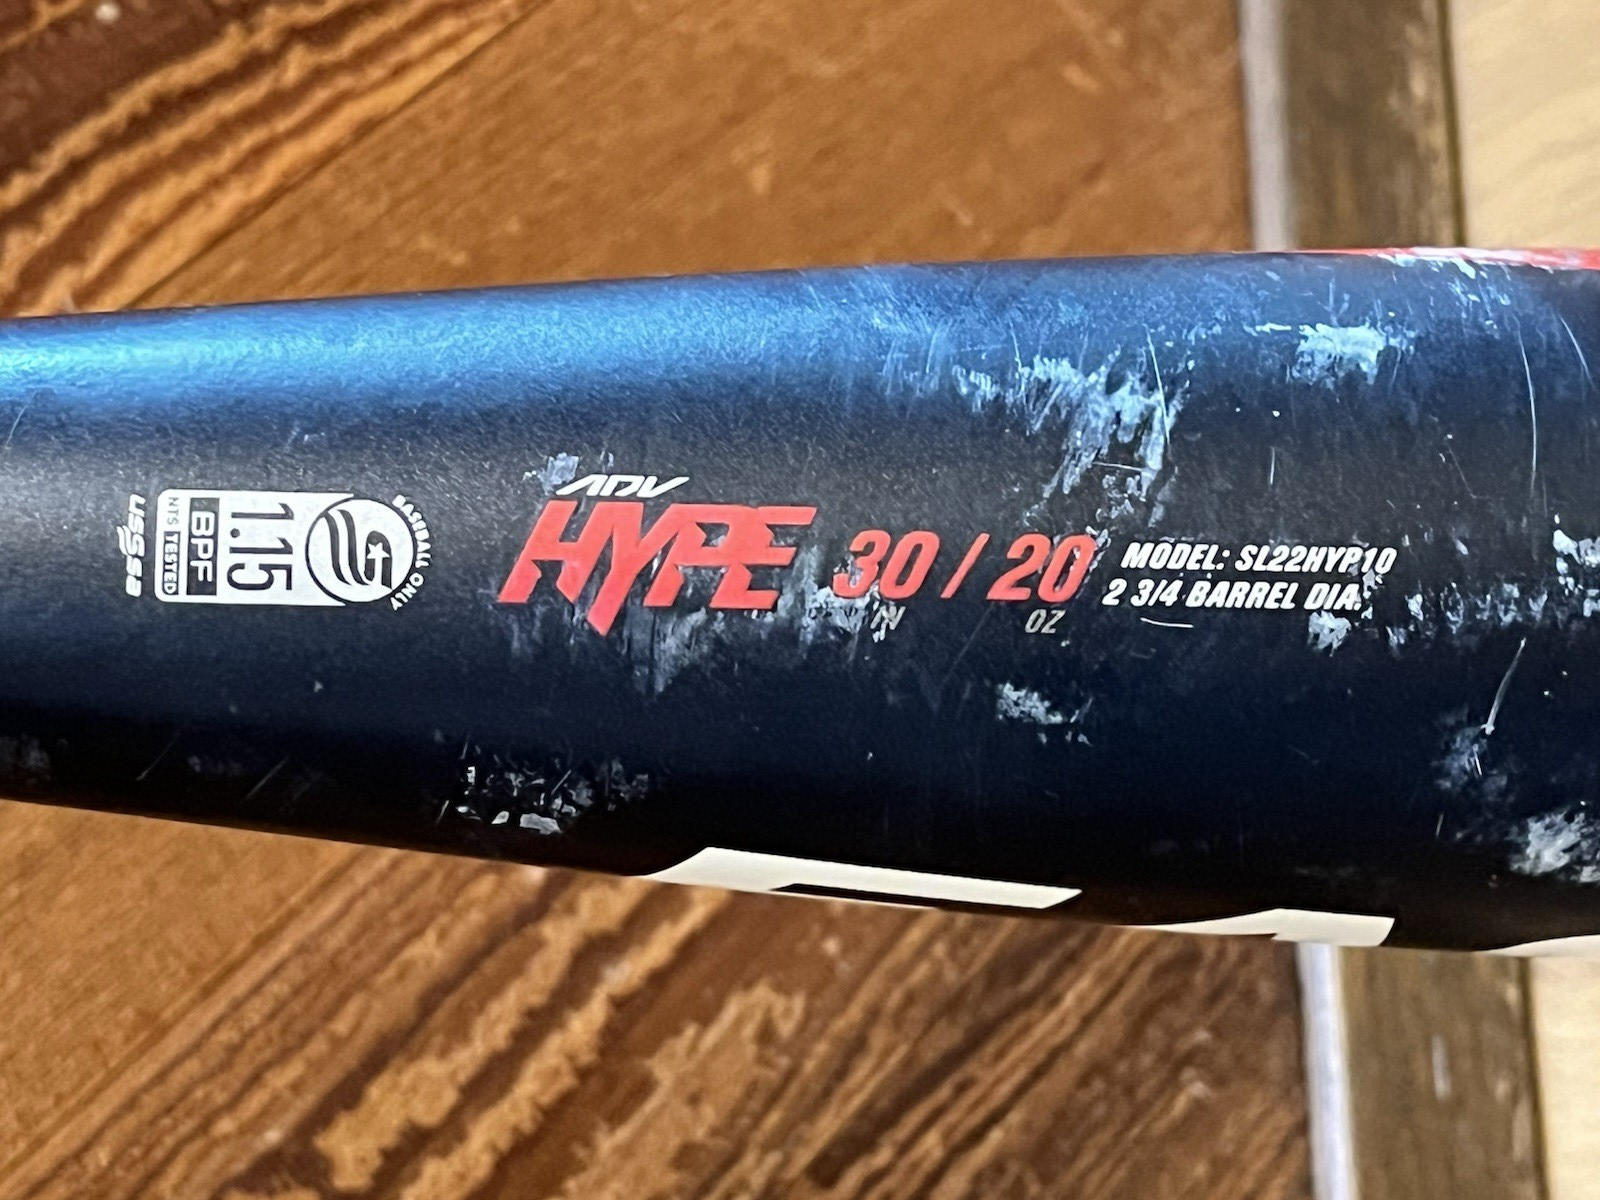 USSSA
NTS TESTED
BPF
1.15
BASEBALL ONLY
ADV
HYPE 30 / 20
IN OZ
MODEL: SL22HYP10
2 3/4 BARREL DIA.